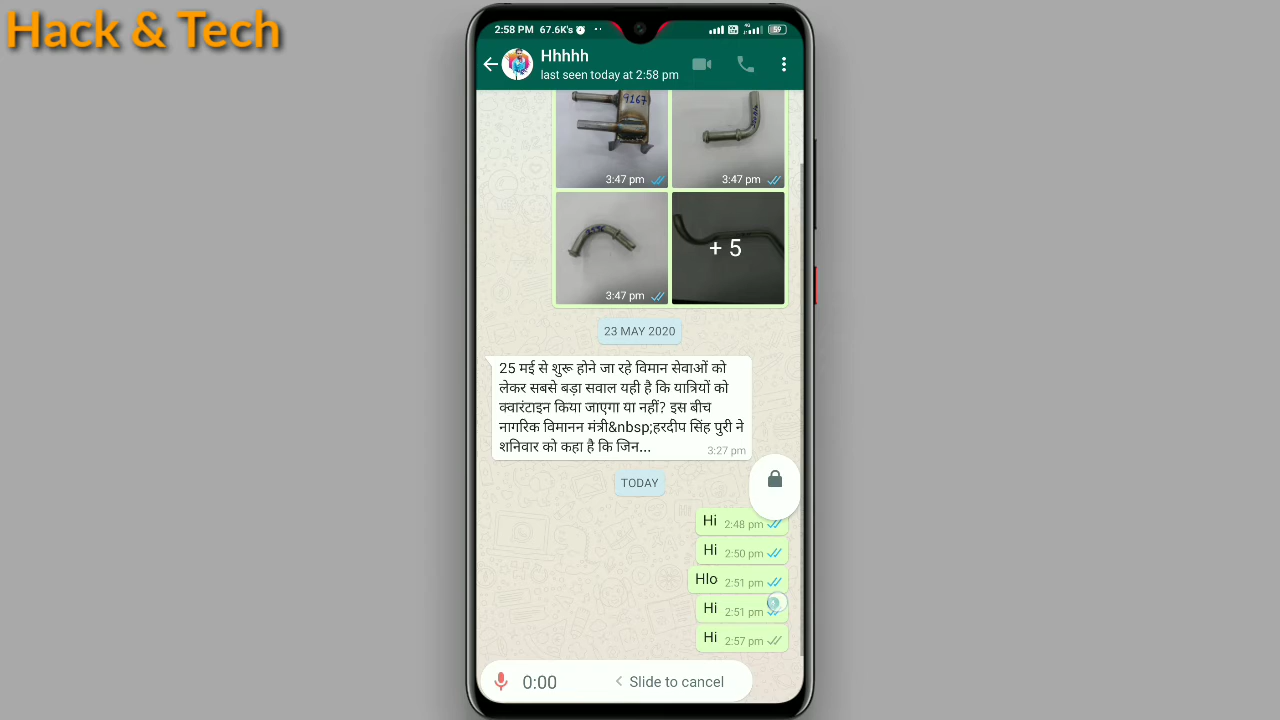 Hack & Tech
2:58 PM 67.6K's
4G
59
Hhhhh
last seen today at 2:58 pm
9267
3:47 pm
3:47 pm
+ 5
3:47 pm
23 MAY 2020
25 मई से शुरू होने जा रहे विमान सेवाओं को
लेकर सबसे बड़ा सवाल यही है कि यात्रियों को
क्वारंटाइन किया जाएगा या नहीं? इस बीच
नागरिक विमानन मंत्री&nbsp;हरदीप सिंह पुरी ने
शनिवार को कहा है कि जिन...
3:27 pm
TODAY
Hi 2:48 pm
Hi 2:50 pm
Hlo 2:51 pm
Hi 2:51 pm
Hi 2:57 pm
0:00 < Slide to cancel